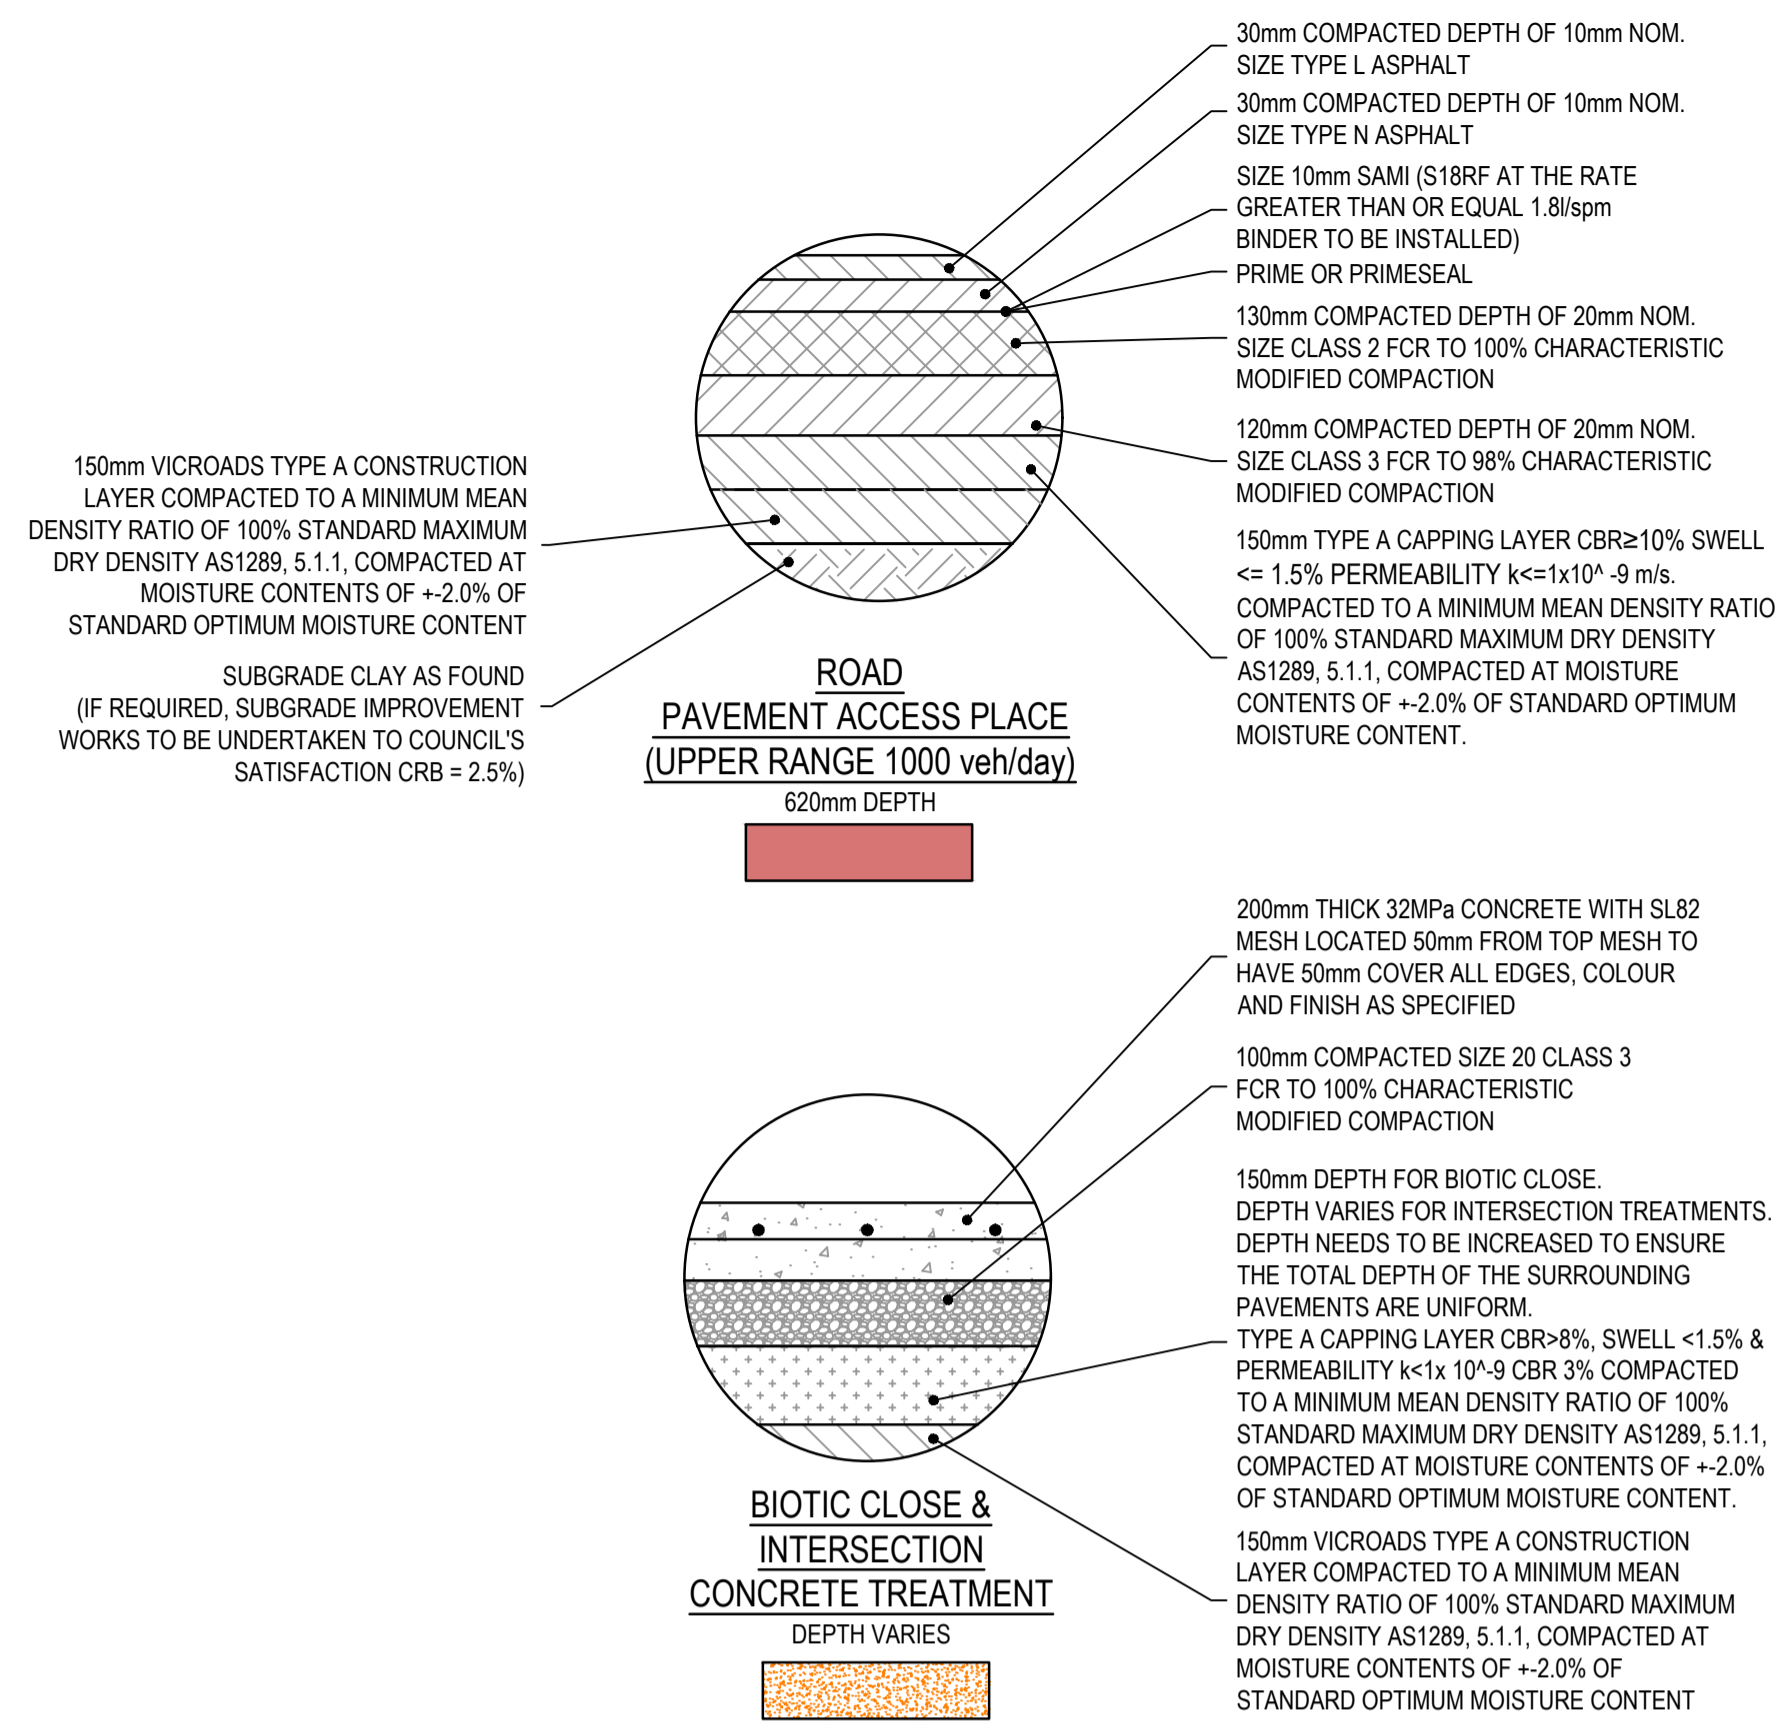 30mm COMPACTED DEPTH OF 10mm NOM.
SIZE TYPE L ASPHALT
30mm COMPACTED DEPTH OF 10mm NOM.
SIZE TYPE N ASPHALT
SIZE 10mm SAMI (S18RF AT THE RATE
GREATER THAN OR EQUAL 1.8l/spm
BINDER TO BE INSTALLED)
PRIME OR PRIMESEAL
130mm COMPACTED DEPTH OF 20mm NOM.
SIZE CLASS 2 FCR TO 100% CHARACTERISTIC
MODIFIED COMPACTION
120mm COMPACTED DEPTH OF 20mm NOM.
SIZE CLASS 3 FCR TO 98% CHARACTERISTIC
MODIFIED COMPACTION
150mm TYPE A CAPPING LAYER CBR≥10% SWELL
<= 1.5% PERMEABILITY k<=1x10^ -9 m/s.
COMPACTED TO A MINIMUM MEAN DENSITY RATIO
OF 100% STANDARD MAXIMUM DRY DENSITY
AS1289, 5.1.1, COMPACTED AT MOISTURE
CONTENTS OF +-2.0% OF STANDARD OPTIMUM
MOISTURE CONTENT.
150mm VICROADS TYPE A CONSTRUCTION
LAYER COMPACTED TO A MINIMUM MEAN
DENSITY RATIO OF 100% STANDARD MAXIMUM
DRY DENSITY AS1289, 5.1.1, COMPACTED AT
MOISTURE CONTENTS OF +-2.0% OF
STANDARD OPTIMUM MOISTURE CONTENT
SUBGRADE CLAY AS FOUND
(IF REQUIRED, SUBGRADE IMPROVEMENT
WORKS TO BE UNDERTAKEN TO COUNCIL'S
SATISFACTION CRB = 2.5%)
ROAD
PAVEMENT ACCESS PLACE
(UPPER RANGE 1000 veh/day)
620mm DEPTH
200mm THICK 32MPa CONCRETE WITH SL82
MESH LOCATED 50mm FROM TOP MESH TO
HAVE 50mm COVER ALL EDGES, COLOUR
AND FINISH AS SPECIFIED
100mm COMPACTED SIZE 20 CLASS 3
FCR TO 100% CHARACTERISTIC
MODIFIED COMPACTION
150mm DEPTH FOR BIOTIC CLOSE.
DEPTH VARIES FOR INTERSECTION TREATMENTS.
DEPTH NEEDS TO BE INCREASED TO ENSURE
THE TOTAL DEPTH OF THE SURROUNDING
PAVEMENTS ARE UNIFORM.
TYPE A CAPPING LAYER CBR>8%, SWELL <1.5% &
PERMEABILITY k<1x 10^-9 CBR 3% COMPACTED
TO A MINIMUM MEAN DENSITY RATIO OF 100%
STANDARD MAXIMUM DRY DENSITY AS1289, 5.1.1,
COMPACTED AT MOISTURE CONTENTS OF +-2.0%
OF STANDARD OPTIMUM MOISTURE CONTENT.
150mm VICROADS TYPE A CONSTRUCTION
LAYER COMPACTED TO A MINIMUM MEAN
DENSITY RATIO OF 100% STANDARD MAXIMUM
DRY DENSITY AS1289, 5.1.1, COMPACTED AT
MOISTURE CONTENTS OF +-2.0% OF
STANDARD OPTIMUM MOISTURE CONTENT
BIOTIC CLOSE &
INTERSECTION
CONCRETE TREATMENT
DEPTH VARIES